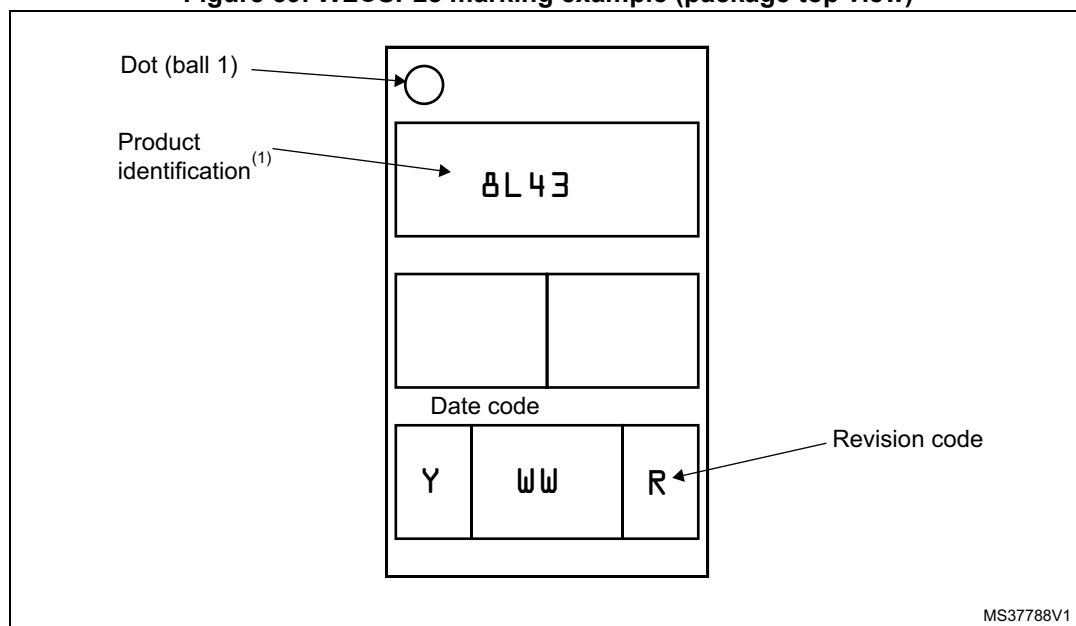 Dot (ball 1)
Product
identification(1)
8L43
Date code
Y WW R
Revision code
MS37788V1